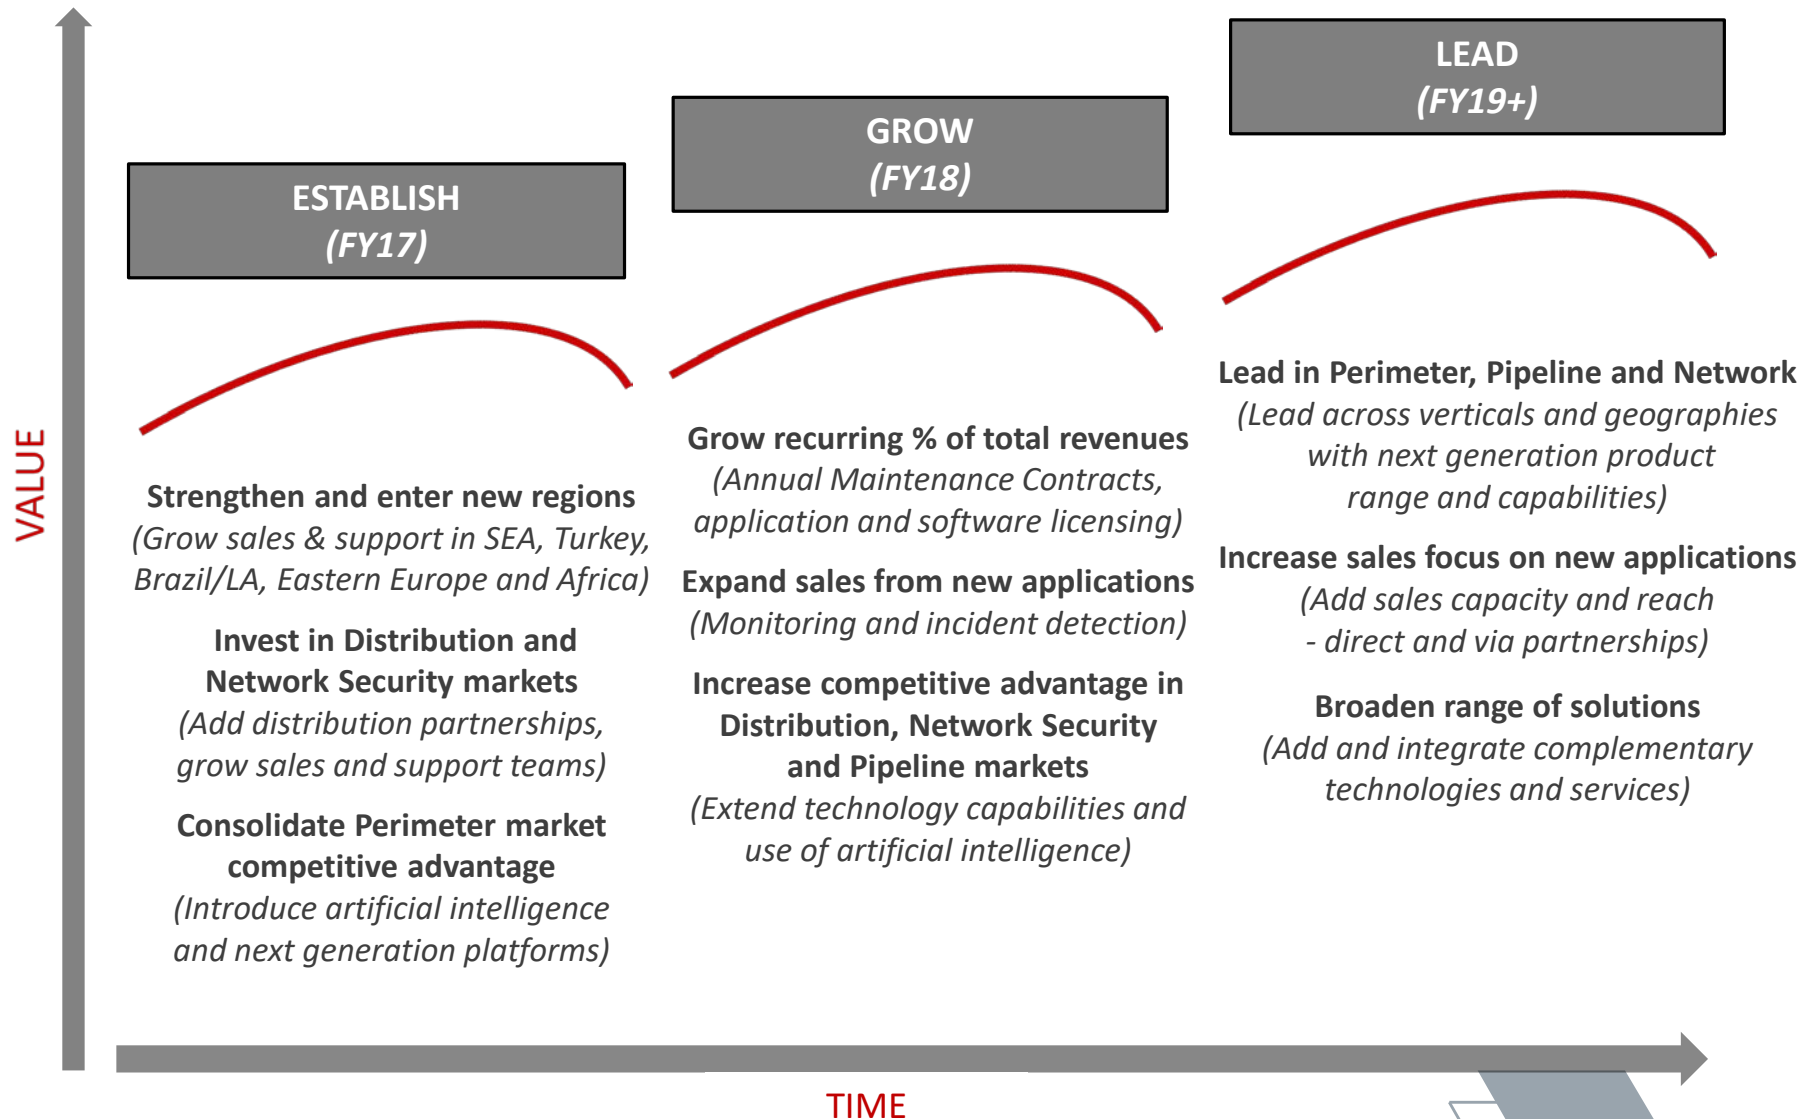 VALUE
ESTABLISH
(FY17)
Strengthen and enter new regions
(Grow sales & support in SEA, Turkey,
Brazil/LA, Eastern Europe and Africa)
Invest in Distribution and
Network Security markets
(Add distribution partnerships,
grow sales and support teams)
Consolidate Perimeter market
competitive advantage
(Introduce artificial intelligence
and next generation platforms)
GROW
(FY18)
Grow recurring % of total revenues
(Annual Maintenance Contracts,
application and software licensing)
Expand sales from new applications
(Monitoring and incident detection)
Increase competitive advantage in
Distribution, Network Security
and Pipeline markets
(Extend technology capabilities and
use of artificial intelligence)
LEAD
(FY19+)
Lead in Perimeter, Pipeline and Network
(Lead across verticals and geographies
with next generation product
range and capabilities)
Increase sales focus on new applications
(Add sales capacity and reach
- direct and via partnerships)
Broaden range of solutions
(Add and integrate complementary
technologies and services)
TIME